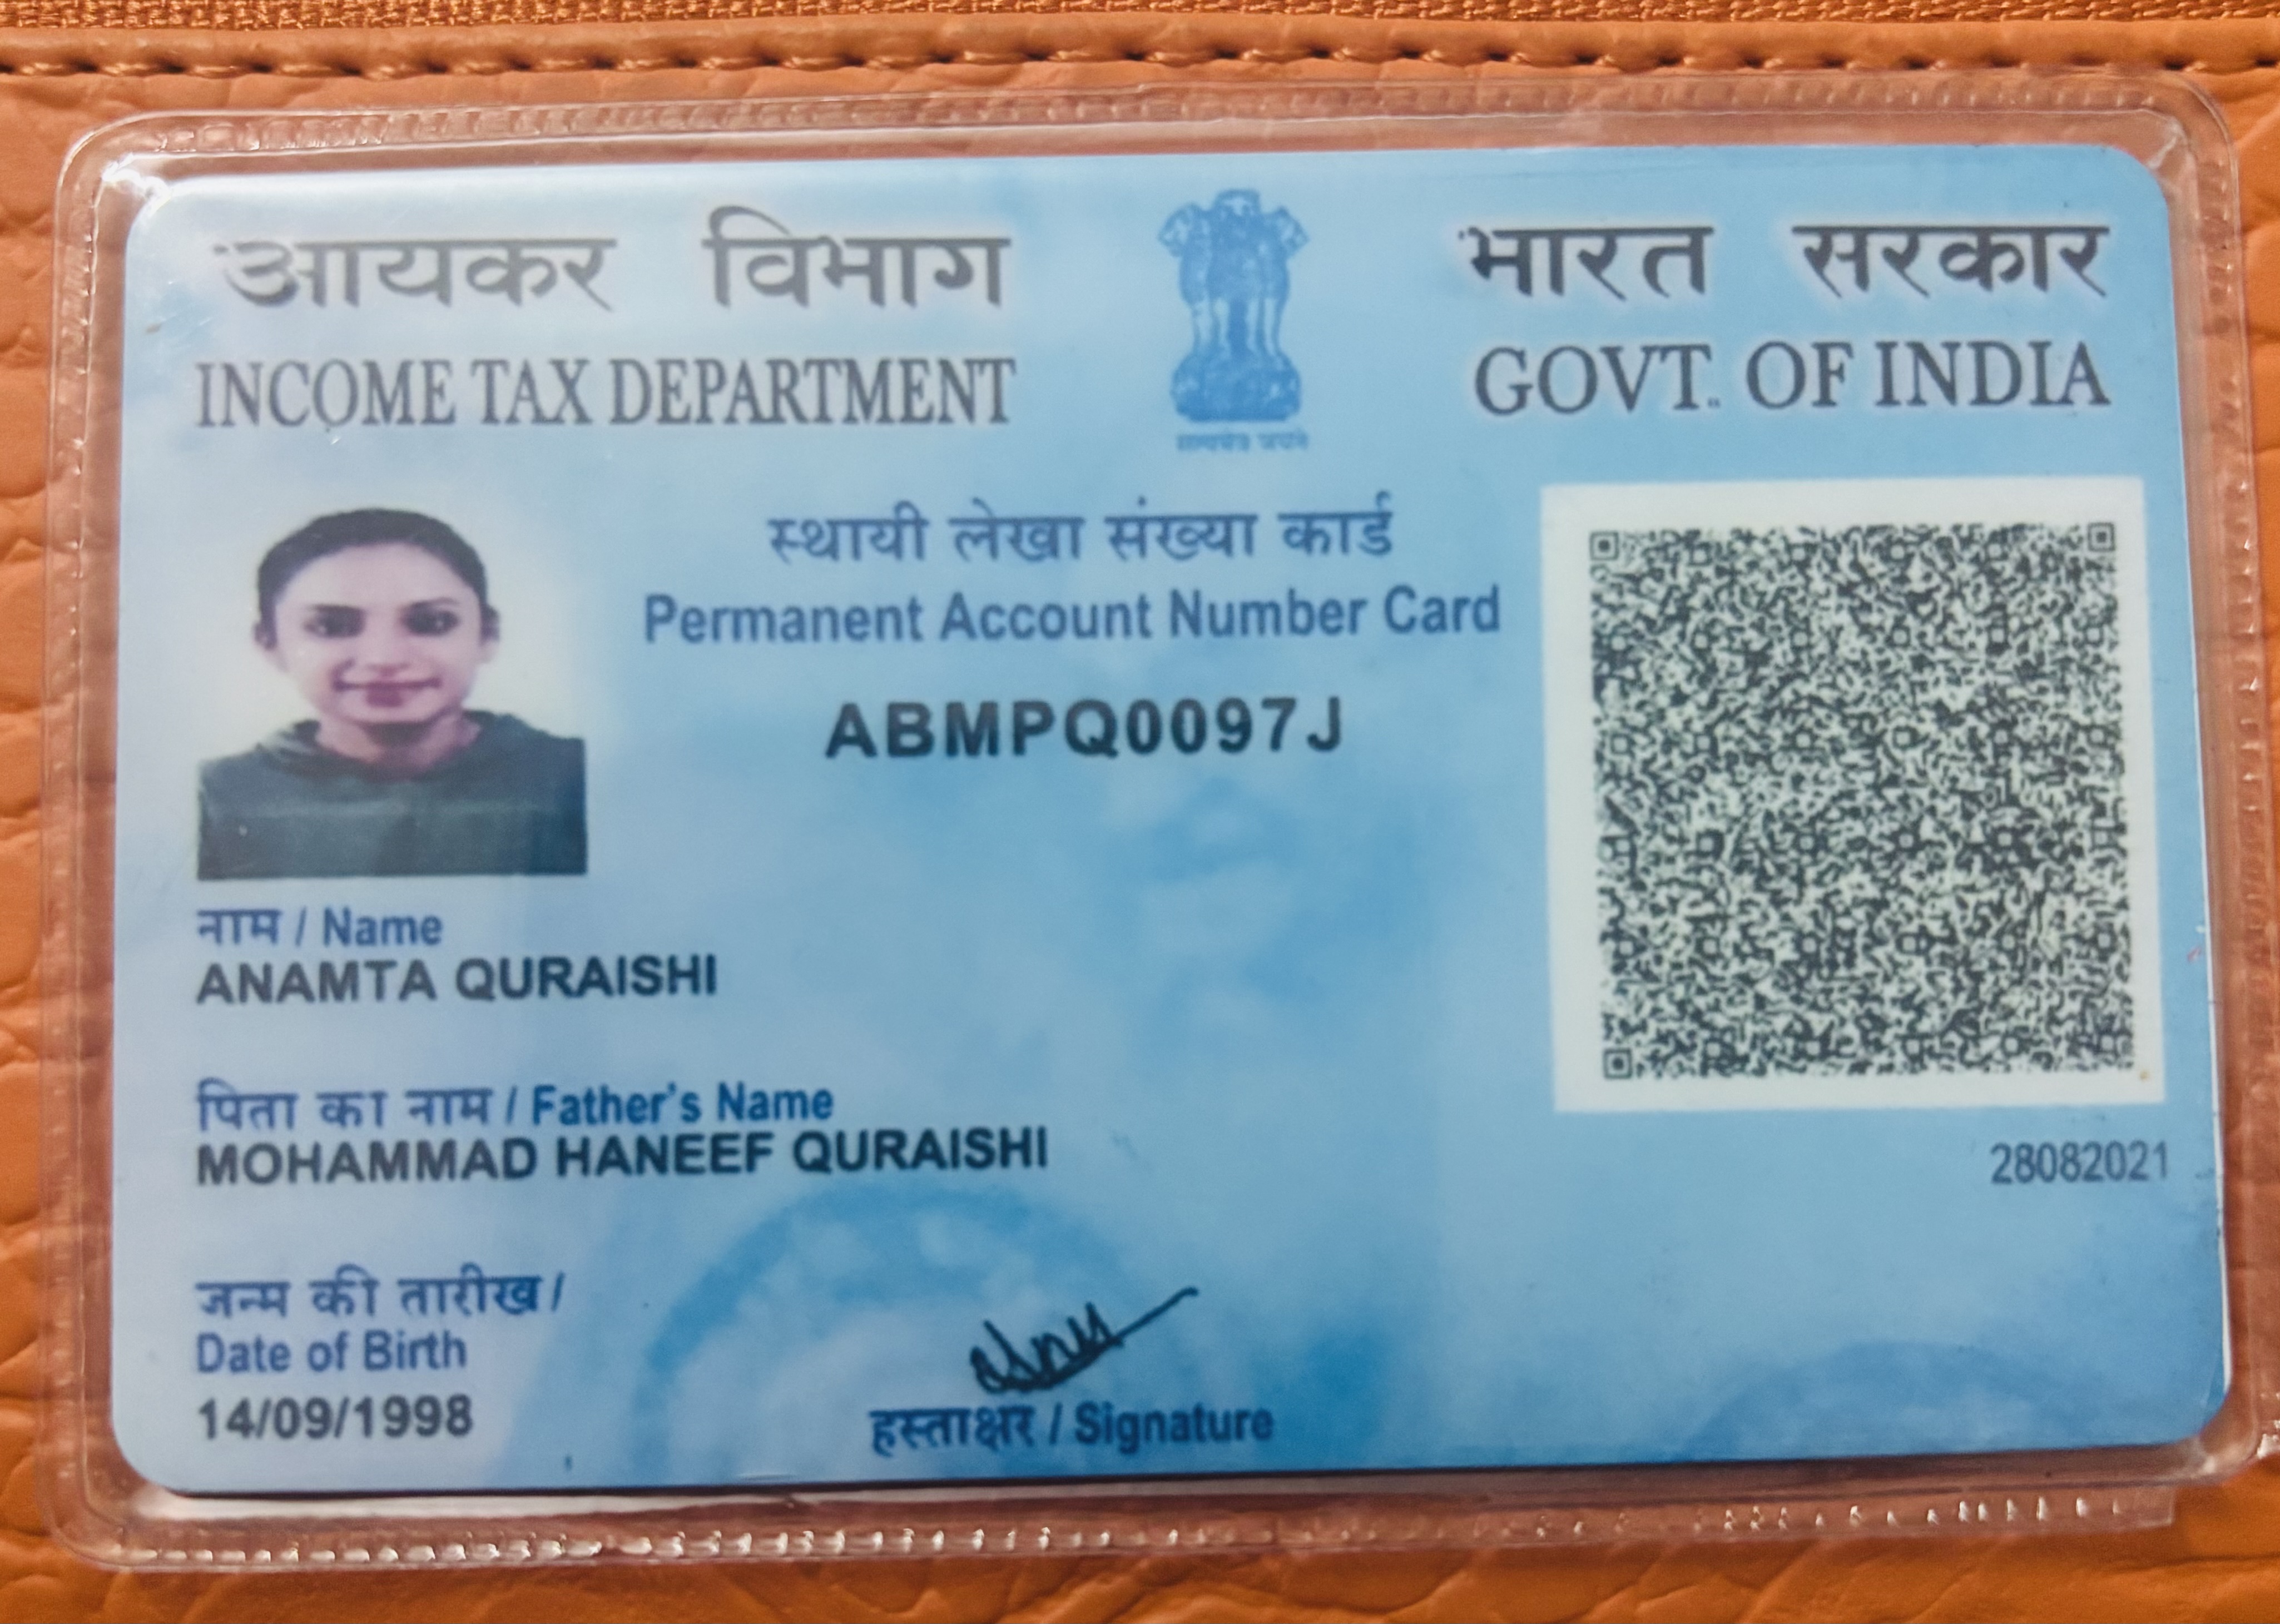 आयकर विभाग
INCOME TAX DEPARTMENT
सत्यमेव जयते
भारत सरकार
GOVT. OF INDIA
स्थायी लेखा संख्या कार्ड
Permanent Account Number Card
ABMPQ0097J
नाम / Name
ANAMTA QURAISHI
पिता का नाम / Father's Name
MOHAMMAD HANEEF QURAISHI
28082021
जन्म की तारीख /
Date of Birth
14/09/1998
हस्ताक्षर / Signature